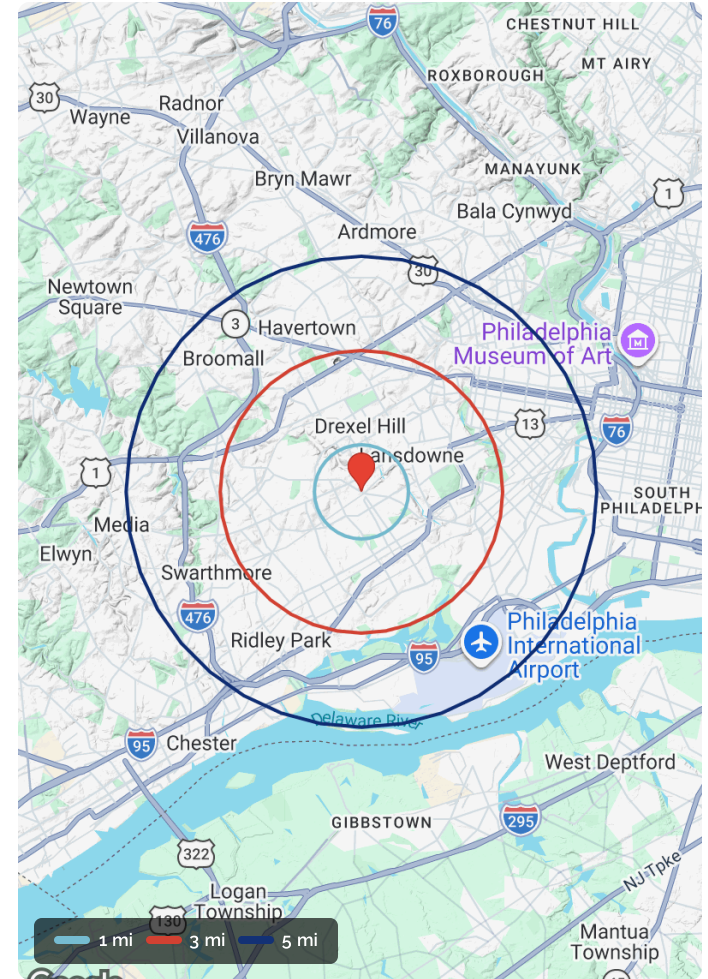 76
CHESTNUT HILL
MT AIRY
ROXBOROUGH
30
Wayne
Radnor
Villanova
MANAYUNK
Bryn Mawr
1
Bala Cynwyd
Ardmore
476
30
Newtown
Square
3
Havertown
Broomall
Philadelphia
Museum of Art
Drexel Hill
13
76
Lansdowne
1
SOUTH
PHILADELPH
Media
Elwyn
Swarthmore
476
Ridley Park
95
Philadelphia
International
Airport
Delaware River
95
Chester
West Deptford
GIBBSTOWN
295
322
NJ Tpke
Logan
Township
130
Mantua
Township
1 mi
3 mi
5 mi
Google